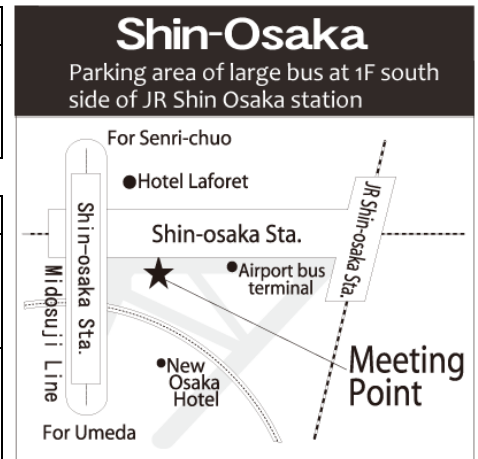 Shin-Osaka
Parking area of large bus at 1F south
side of JR Shin Osaka station
For Senri-chuo
Hotel Laforet
JR Shin-osaka Sta.
Shin-osaka Sta.
Shin-osaka Sta.
Midosuji Line
Airport bus
terminal
Meeting
Point
New
Osaka
Hotel
For Umeda